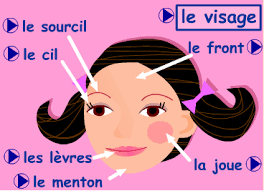 le visage
le sourcil
le cil
le front
les lèvres
la joue
le menton